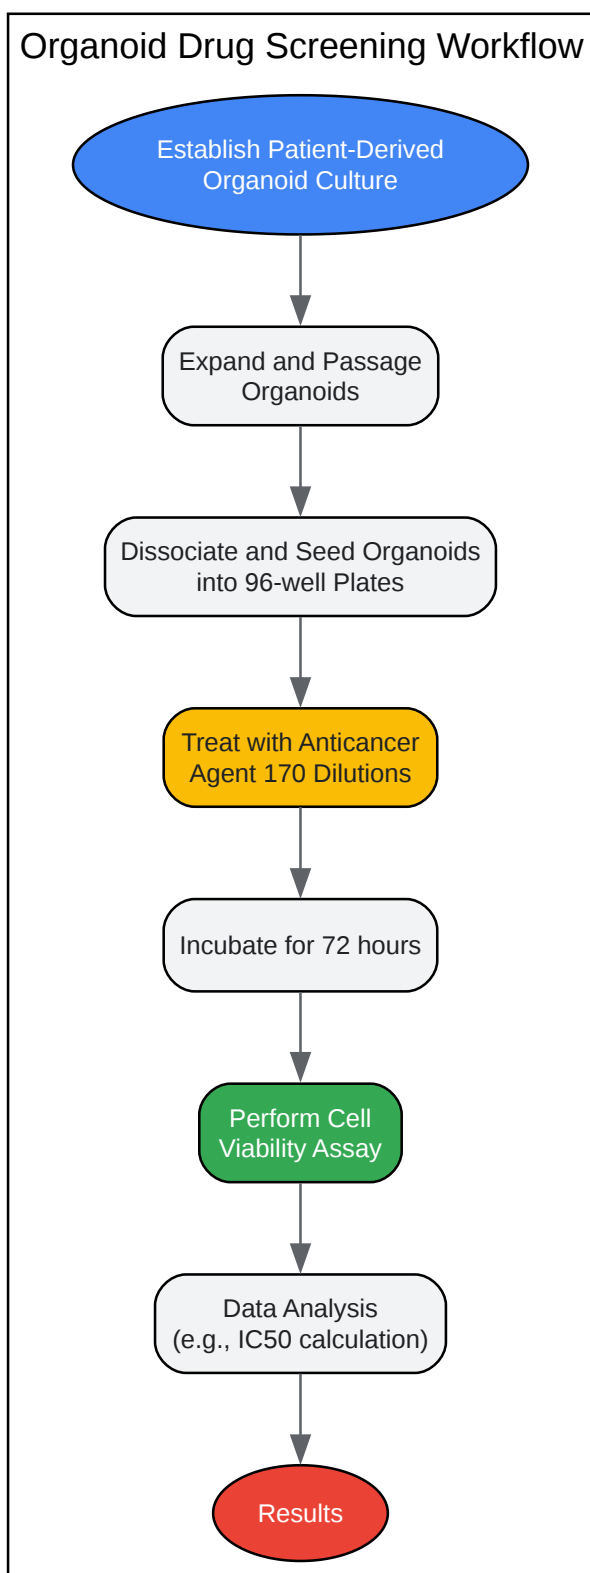 Organoid Drug Screening Workflow
Establish Patient-Derived
Organoid Culture
Expand and Passage
Organoids
Dissociate and Seed Organoids
into 96-well Plates
Treat with Anticancer
Agent 170 Dilutions
Incubate for 72 hours
Perform Cell
Viability Assay
Data Analysis
(e.g., IC50 calculation)
Results